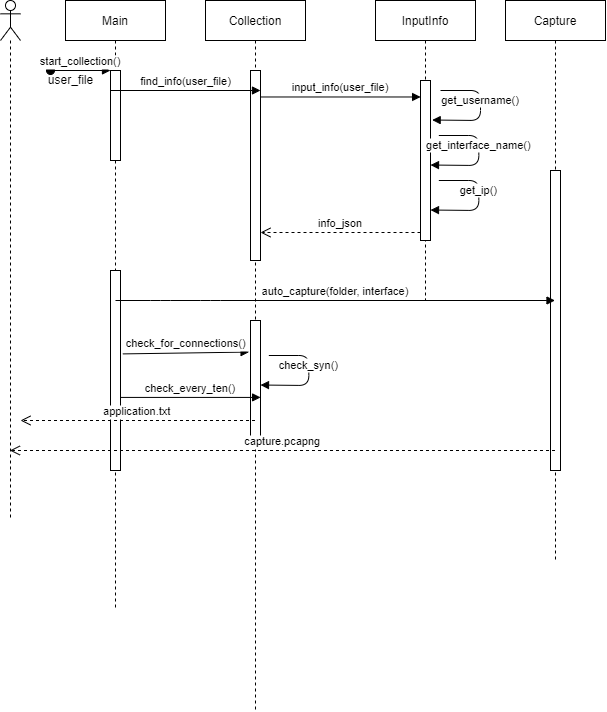 Main
Collection
InputInfo
Capture
start_collection()
user_file
find_info(user_file)
input_info(user_file)
get_username()
get_interface_name()
get_ip()
info_json
auto_capture(folder, interface)
check_for_connections()
check_syn()
check_every_ten()
application.txt
capture.pcapng